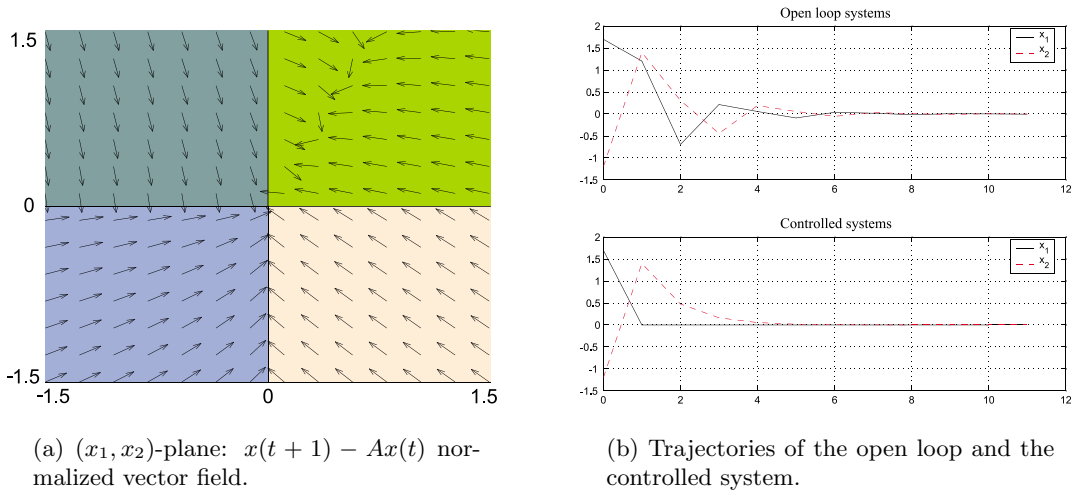 1.5
0
-1.5
-1.5
0
1.5
(a) (x₁, x₂)-plane: x(t + 1) − Ax(t) nor-
malized vector field.
Open loop systems
2
1.5
1
0.5
0
-0.5
-1
-1.5
0 2 4 6 8 10 12
x₁
x₂
Controlled systems
2
1.5
1
0.5
0
-0.5
-1
-1.5
0 2 4 6 8 10 12
x₁
x₂
(b) Trajectories of the open loop and the
controlled system.